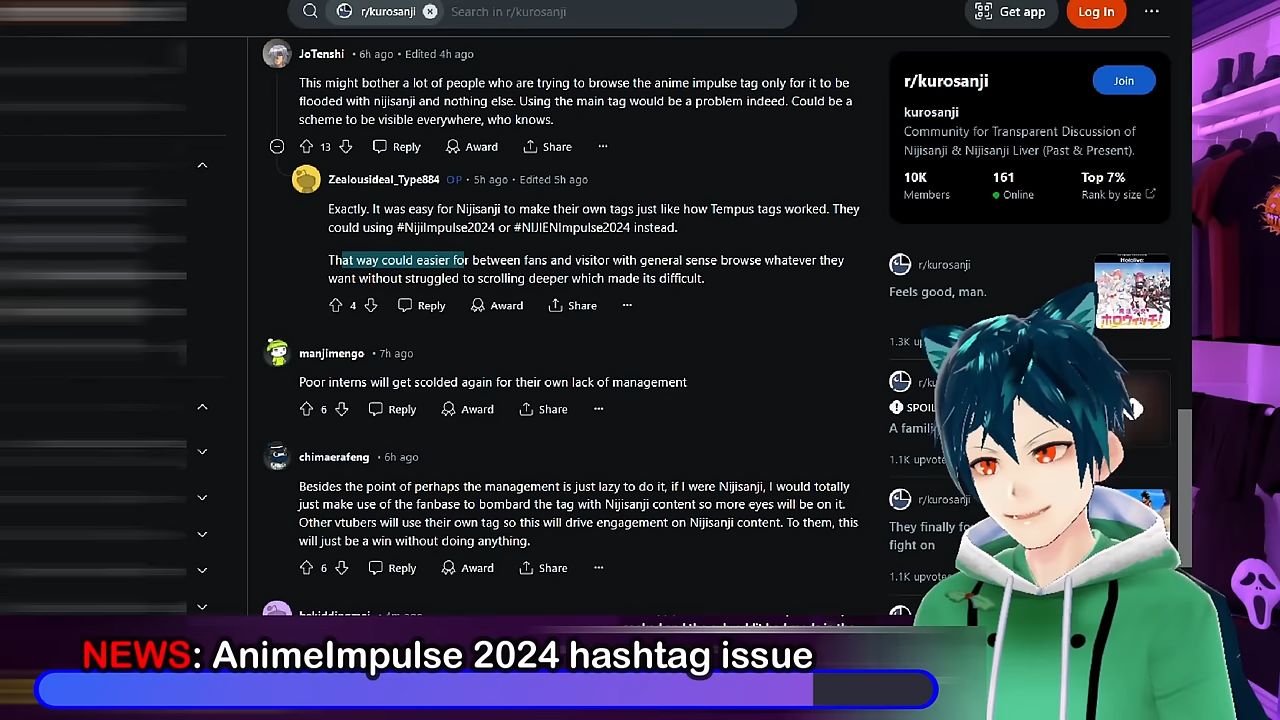 r/kurosanji
Search in r/kurosanji
Get app
Log In
JoTenshi • 6h ago • Edited 4h ago
This might bother a lot of people who are trying to browse the anime impulse tag only for it to be
flooded with nijisanji and nothing else. Using the main tag would be a problem indeed. Could be a
scheme to be visible everywhere, who knows.
13 Reply Award Share
Zealousideal_Type884 OP • 5h ago • Edited 5h ago
Exactly. It was easy for Nijisanji to make their own tags just like how Tempus tags worked. They
could using #NijiImpulse2024 or #NIJIENImpulse2024 instead.
That way could easier for between fans and visitor with general sense browse whatever they
want without struggled to scrolling deeper which made its difficult.
4 Reply Award Share
manjimengo • 7h ago
Poor interns will get scolded again for their own lack of management
6 Reply Award Share
chimaerafeng • 6h ago
Besides the point of perhaps the management is just lazy to do it, if I were Nijisanji, I would totally
just make use of the fanbase to bombard the tag with Nijisanji content so more eyes will be on it.
Other vtubers will use their own tag so this will drive engagement on Nijisanji content. To them, this
will just be a win without doing anything.
6 Reply Award Share
r/kurosanji
Join
kurosanji
Community for Transparent Discussion of
Nijisanji & Nijisanji Liver (Past & Present).
10K 161 Top 7%
Members Online Rank by size
r/kurosanji
Feels good, man.
Hololive:
ホロウィッチ!
1.3K
r/
SPOIL
A famili
1.1K upvote
r/kurosanji
They finally
fight on
1.1K upvote
NEWS: AnimeImpulse 2024 hashtag issue